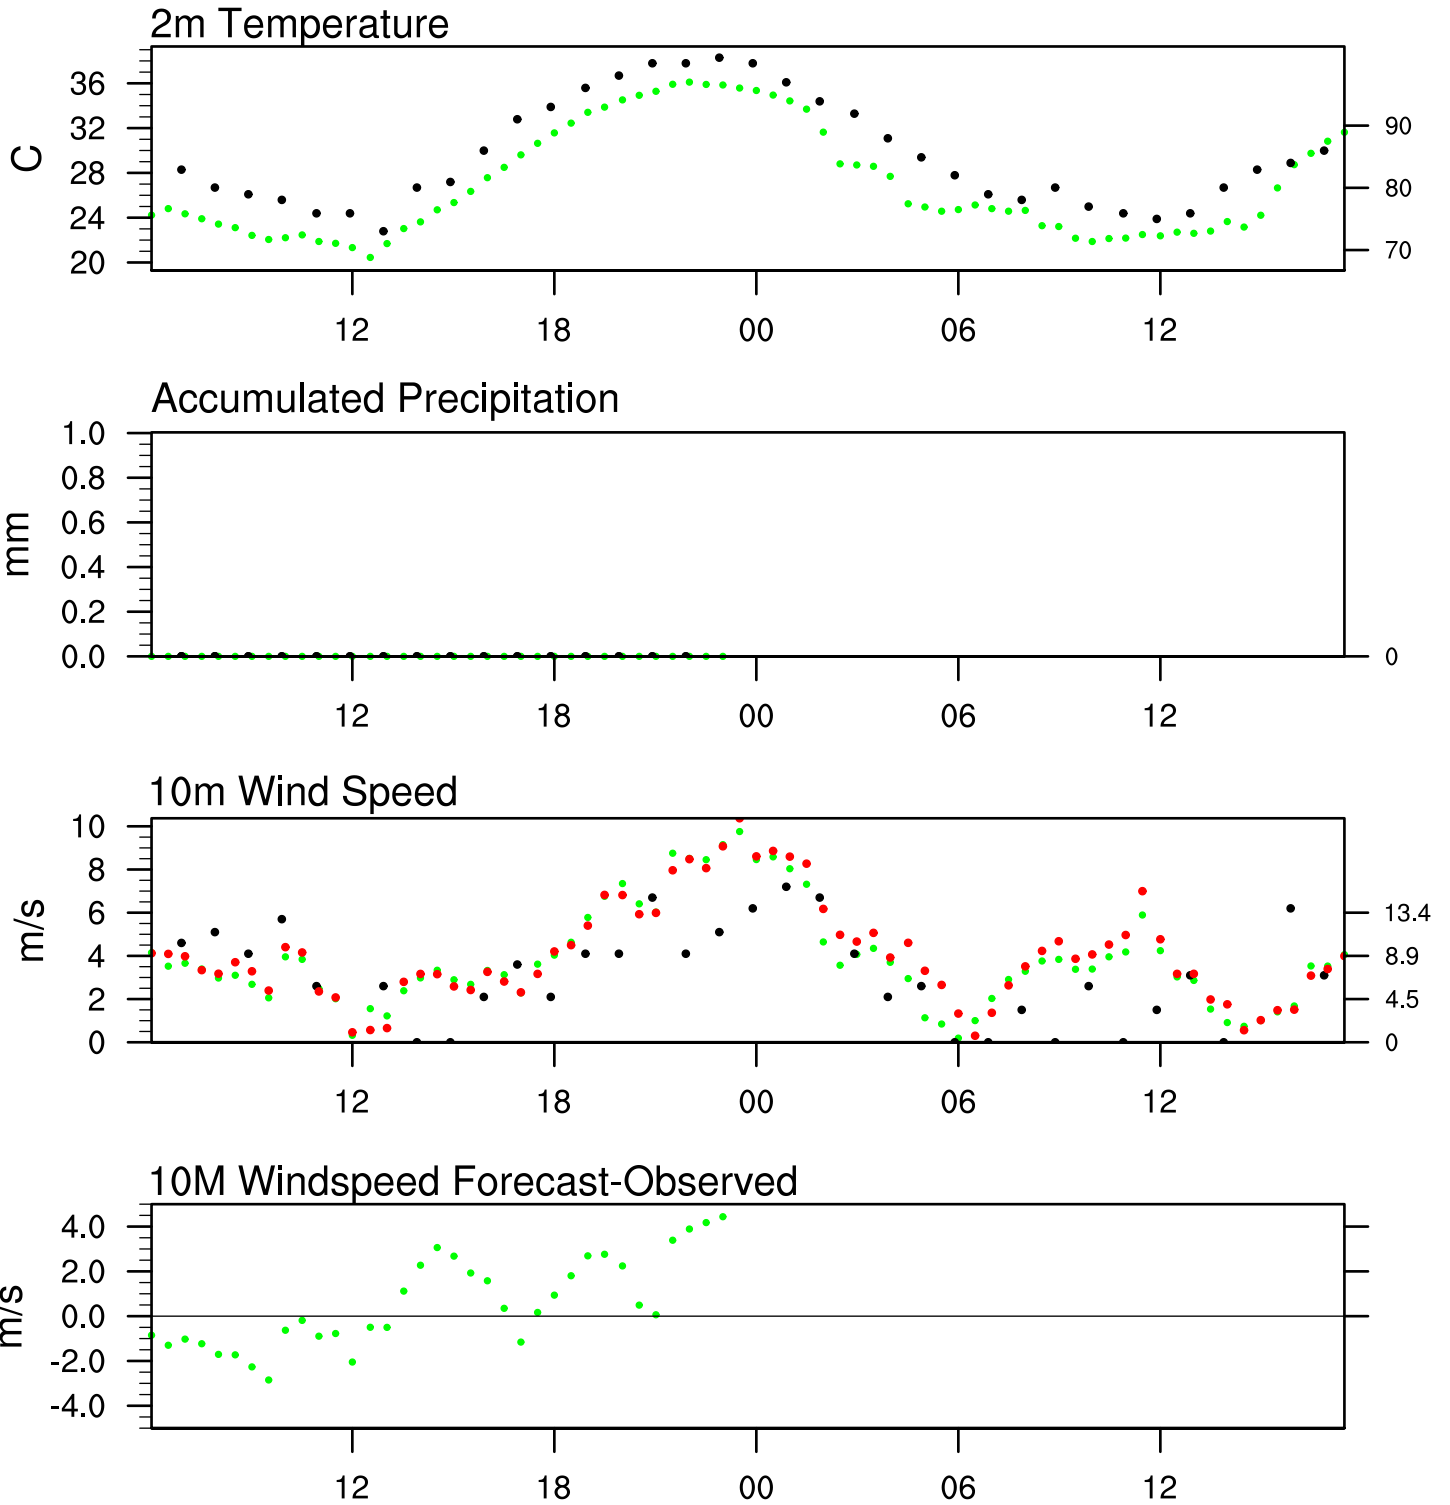 2m Temperature
C
36
32
28
24
20
90
80
70
12 18 00 06 12
Accumulated Precipitation
mm
1.0
0.8
0.6
0.4
0.2
0.0
0
12 18 00 06 12
10m Wind Speed
m/s
10
8
6
4
2
0
13.4
8.9
4.5
0
12 18 00 06 12
10M Windspeed Forecast-Observed
m/s
4.0
2.0
0.0
-2.0
-4.0
12 18 00 06 12